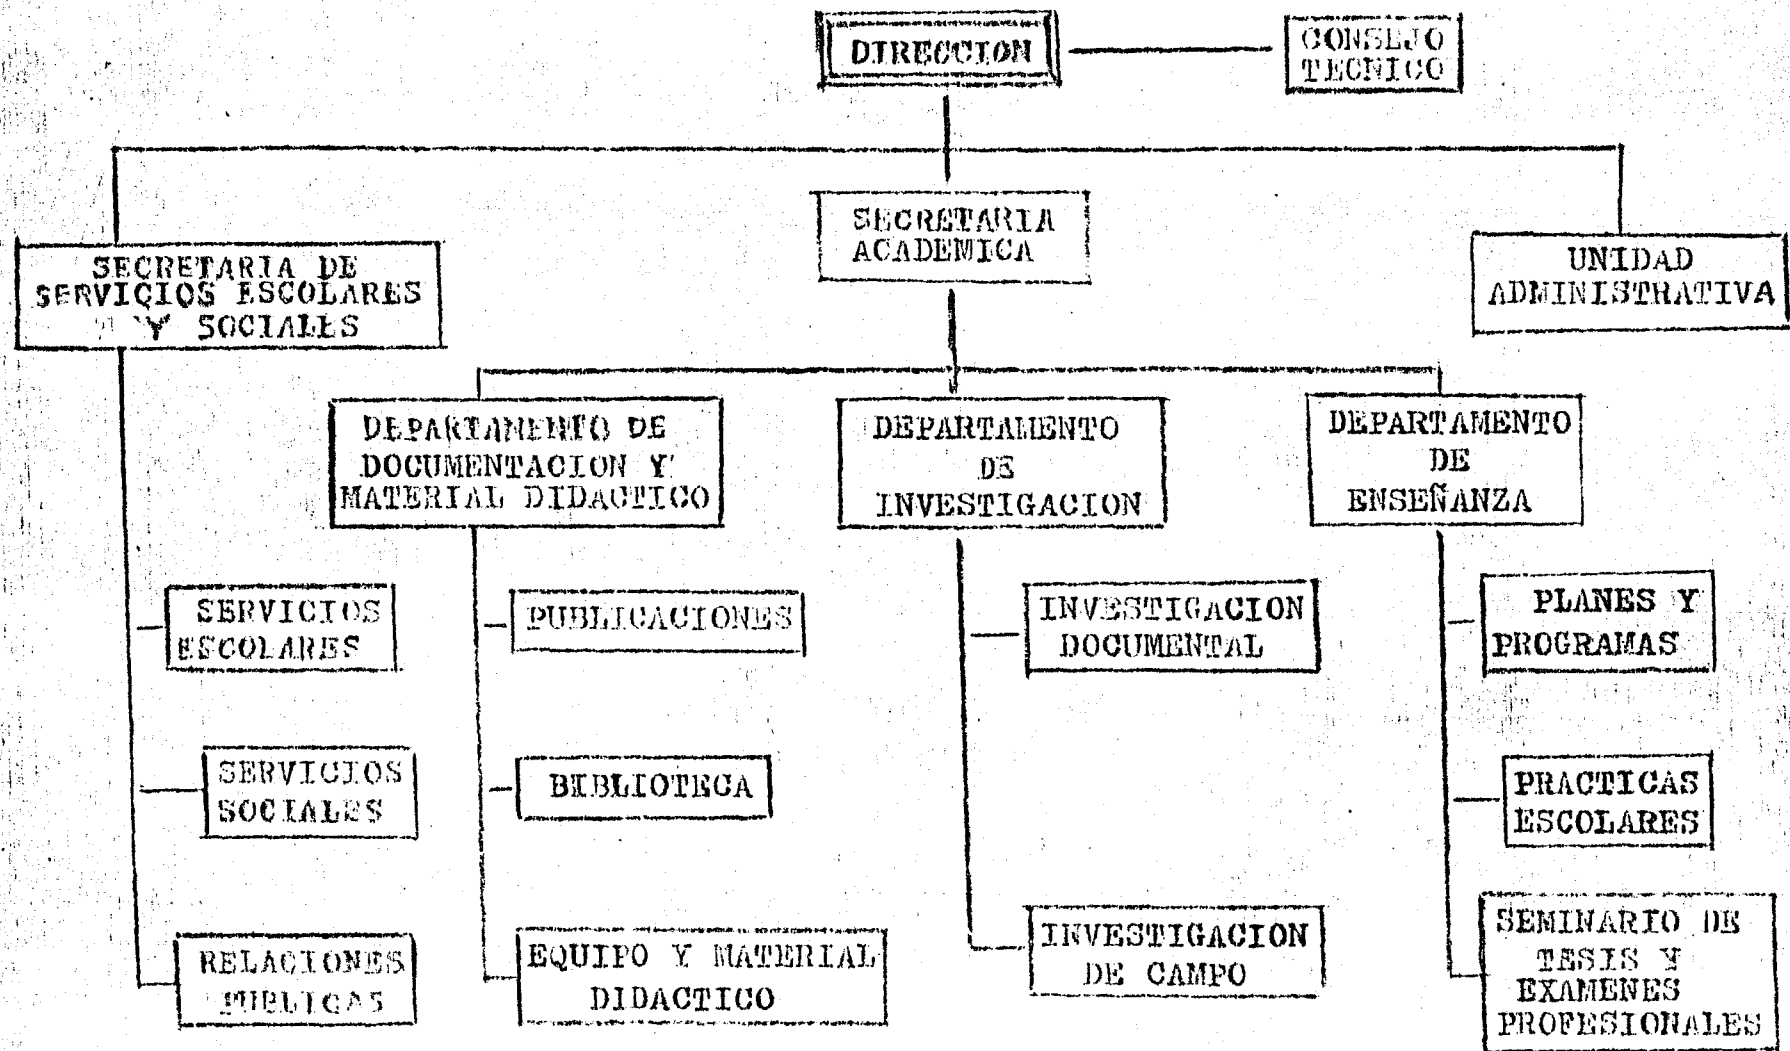 DIRECCION
CONSEJO
TECNICO
SECRETARIA
ACADEMICA
SECRETARIA DE
SERVICIOS ESCOLARES
Y SOCIALES
UNIDAD
ADMINISTRATIVA
DEPARTAMENTO DE
DOCUMENTACION Y
MATERIAL DIDACTICO
DEPARTAMENTO
DE
INVESTIGACION
DEPARTAMENTO
DE
ENSEÑANZA
SERVICIOS
ESCOLARES
PUBLICACIONES
INVESTIGACION
DOCUMENTAL
PLANES Y
PROGRAMAS
SERVICIOS
SOCIALES
BIBLIOTECA
PRACTICAS
ESCOLARES
RELACIONES
PUBLICAS
EQUIPO Y MATERIAL
DIDACTICO
INVESTIGACION
DE CAMPO
SEMINARIO DE
TESIS Y
EXAMENES
PROFESIONALES